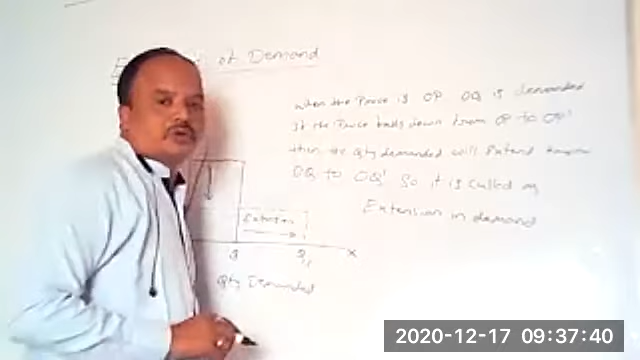 of Demand
when the Price is OP OQ is demanded
If the Price falls down from OP to OP'
then the Qty demanded will Extend from
OQ to OQ' So it is called as
Extension in demand
Extension
Q Q1 X
Qty Demanded
2020-12-17 09:37:40